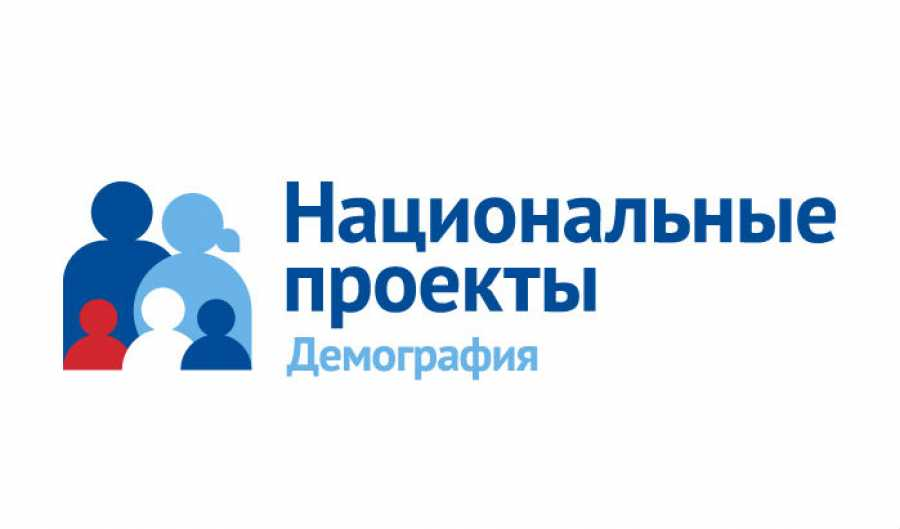 Национальные
проекты
Демография